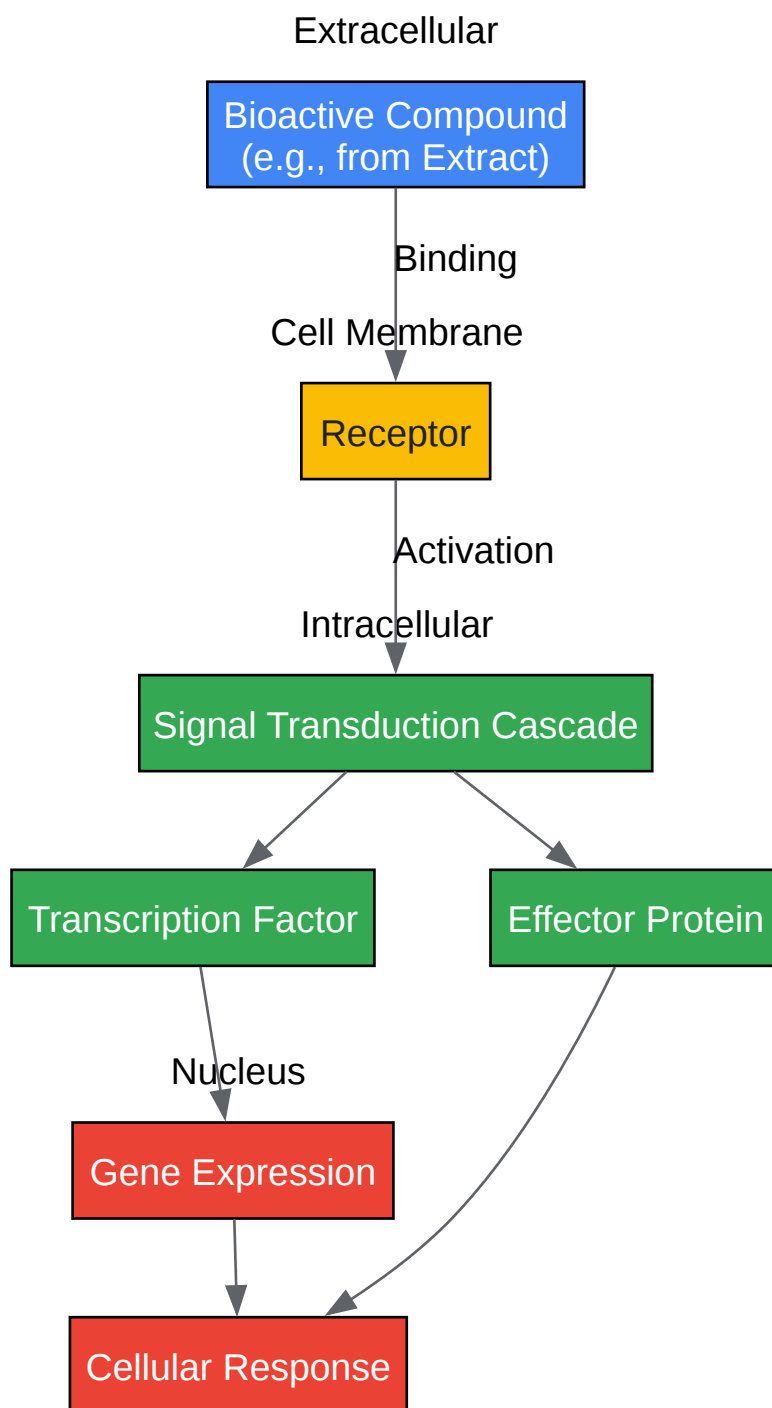 Extracellular
Bioactive Compound
(e.g., from Extract)
Binding
Cell Membrane
Receptor
Activation
Intracellular
Signal Transduction Cascade
Transcription Factor
Effector Protein
Nucleus
Gene Expression
Cellular Response